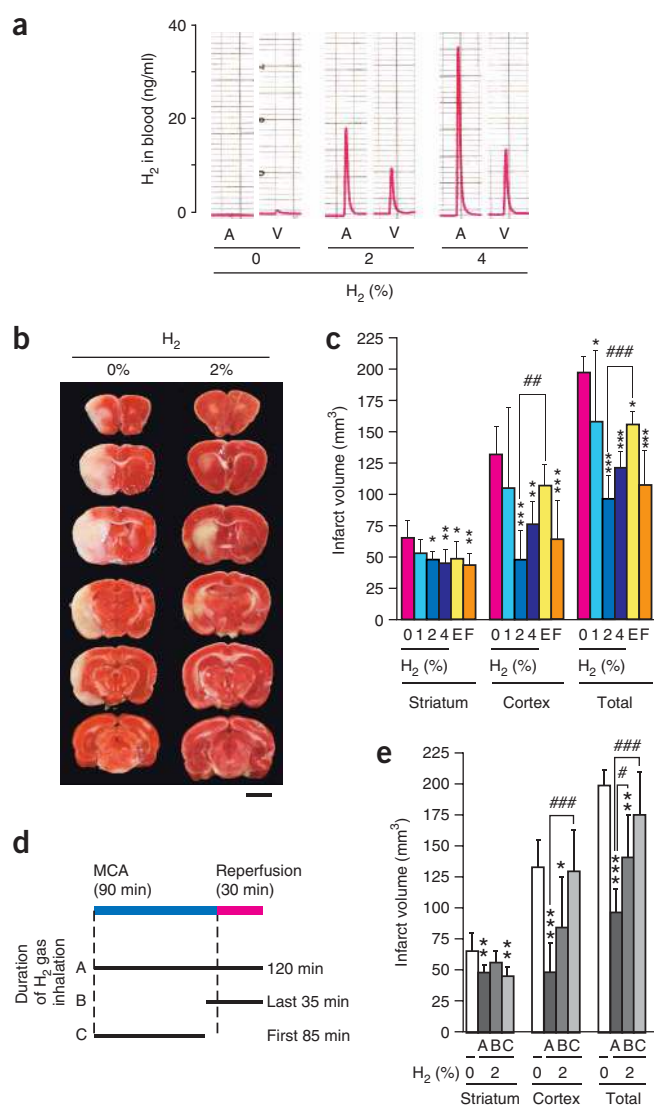 a
H2 in blood (ng/ml)
40
20
0
A V A V A V
0 2 4
H2 (%)
b
H2
0% 2%
c
Infarct volume (mm3)
225
200
175
150
125
100
75
50
25
0
## ###
* ** * **
*** ** ***
* *** *** * ***
0 1 2 4 E F 0 1 2 4 E F 0 1 2 4 E F
H2 (%) H2 (%) H2 (%)
Striatum Cortex Total
d
MCA (90 min)
Reperfusion (30 min)
Duration of H2 gas inhalation
A 120 min
B Last 35 min
C First 85 min
e
Infarct volume (mm3)
225
200
175
150
125
100
75
50
25
0
### # ###
** ** *** * *** **
A B C A B C A B C
0 2 0 2 0 2
H2 (%)
Striatum Cortex Total